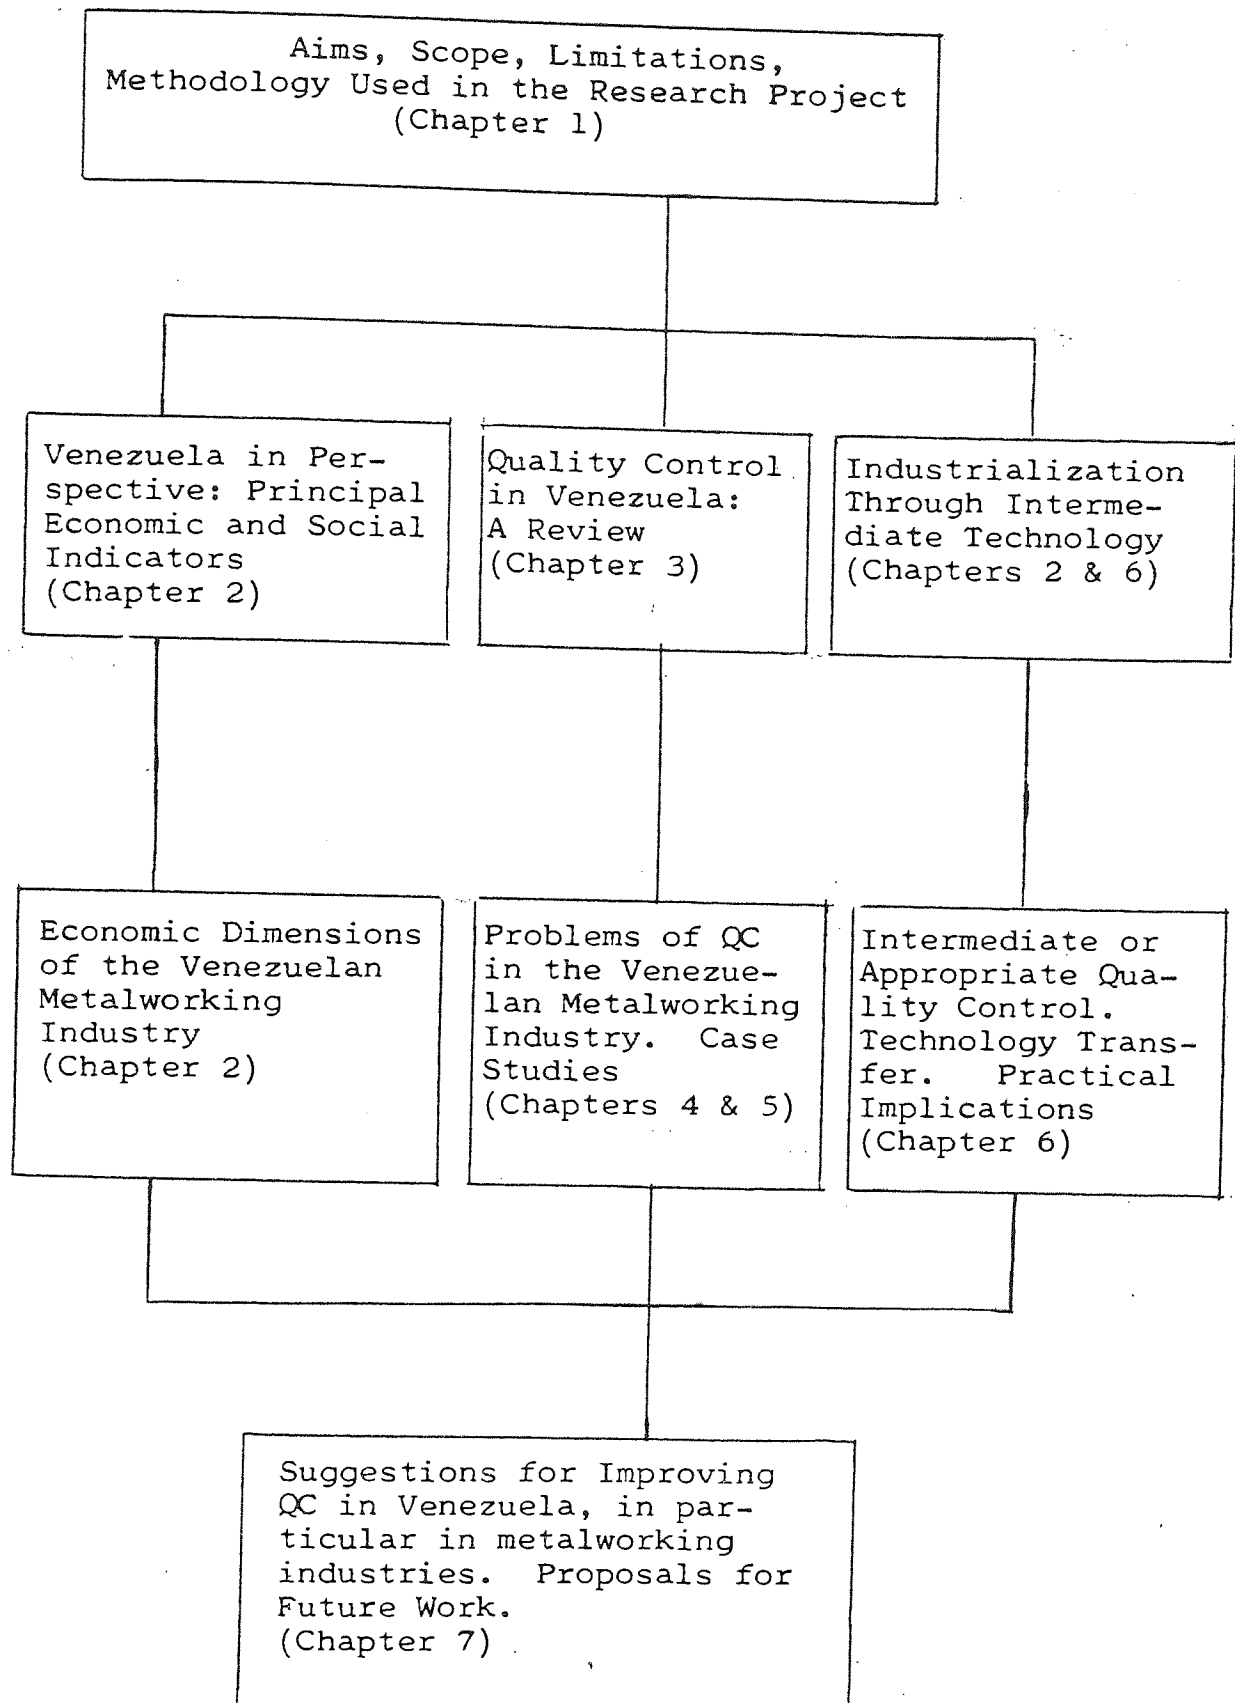 Aims, Scope, Limitations,
Methodology Used in the Research Project
(Chapter 1)
Venezuela in Per-
spective: Principal
Economic and Social
Indicators
(Chapter 2)
Quality Control
in Venezuela:
A Review
(Chapter 3)
Industrialization
Through Interme-
diate Technology
(Chapters 2 & 6)
Economic Dimensions
of the Venezuelan
Metalworking
Industry
(Chapter 2)
Problems of QC
in the Venezue-
lan Metalworking
Industry. Case
Studies
(Chapters 4 & 5)
Intermediate or
Appropriate Qua-
lity Control.
Technology Trans-
fer. Practical
Implications
(Chapter 6)
Suggestions for Improving
QC in Venezuela, in par-
ticular in metalworking
industries. Proposals for
Future Work.
(Chapter 7)